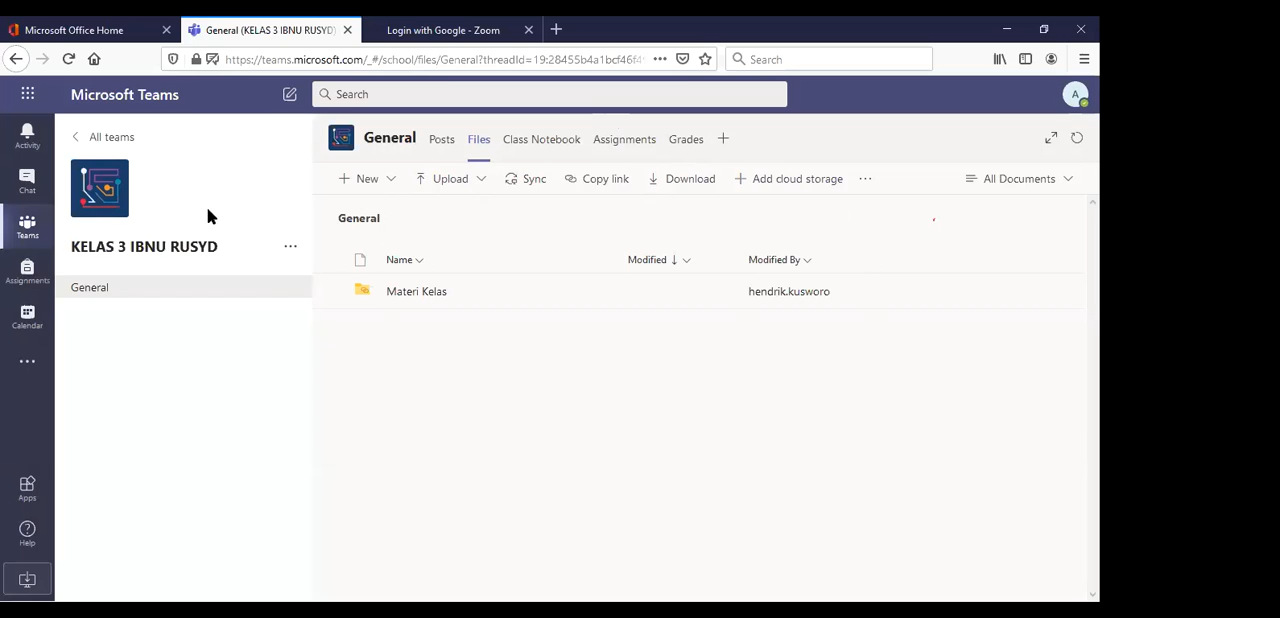 Microsoft Office Home
General (KELAS 3 IBNU RUSYD)
Login with Google - Zoom
https://teams.microsoft.com/_#/school/files/General?threadId=19:28455b4a1bcf46f4
Search
Microsoft Teams
Search
A
Activity
Chat
Teams
Assignments
Calendar
Apps
Help
All teams
KELAS 3 IBNU RUSYD
General
General Posts Files Class Notebook Assignments Grades
New Upload Sync Copy link Download Add cloud storage All Documents
General
Name Modified Modified By
Materi Kelas hendrik.kusworo